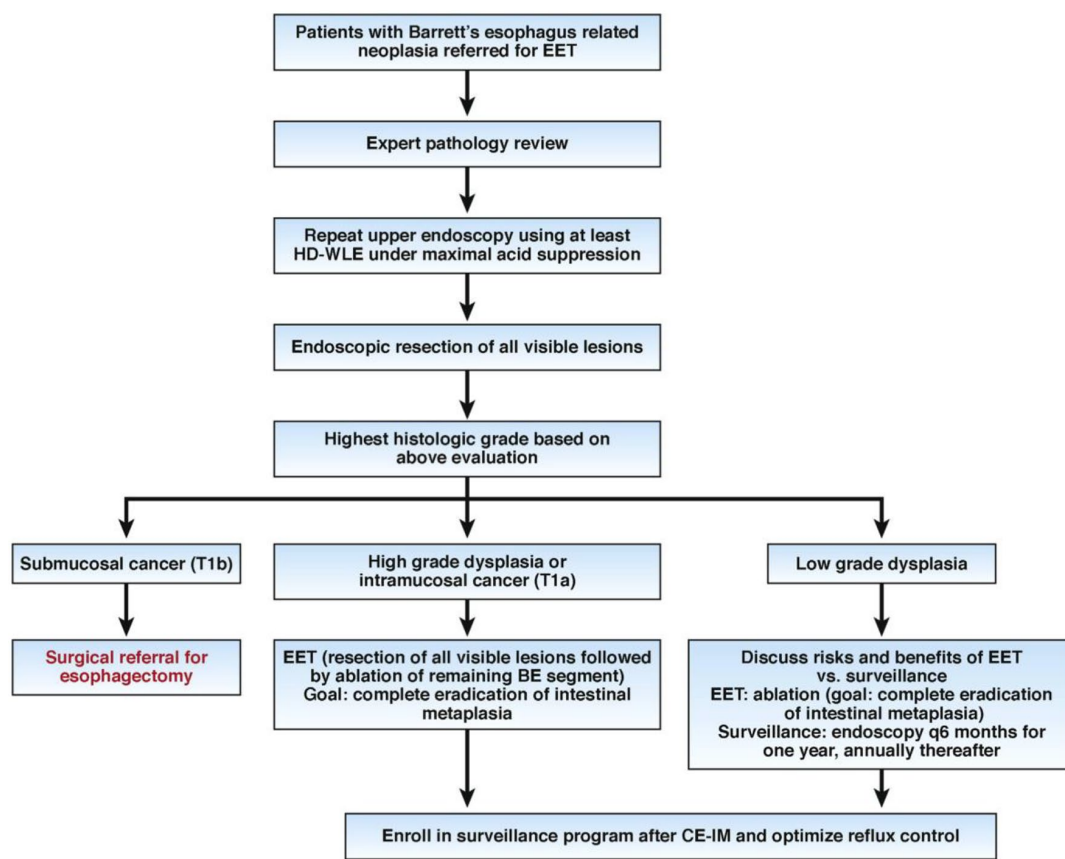 Patients with Barrett's esophagus related
neoplasia referred for EET
Expert pathology review
Repeat upper endoscopy using at least
HD-WLE under maximal acid suppression
Endoscopic resection of all visible lesions
Highest histologic grade based on
above evaluation
Submucosal cancer (T1b)
High grade dysplasia or
intramucosal cancer (T1a)
Low grade dysplasia
Surgical referral for
esophagectomy
EET (resection of all visible lesions followed
by ablation of remaining BE segment)
Goal: complete eradication of intestinal
metaplasia
Discuss risks and benefits of EET
vs. surveillance
EET: ablation (goal: complete eradication
of intestinal metaplasia)
Surveillance: endoscopy q6 months for
one year, annually thereafter
Enroll in surveillance program after CE-IM and optimize reflux control